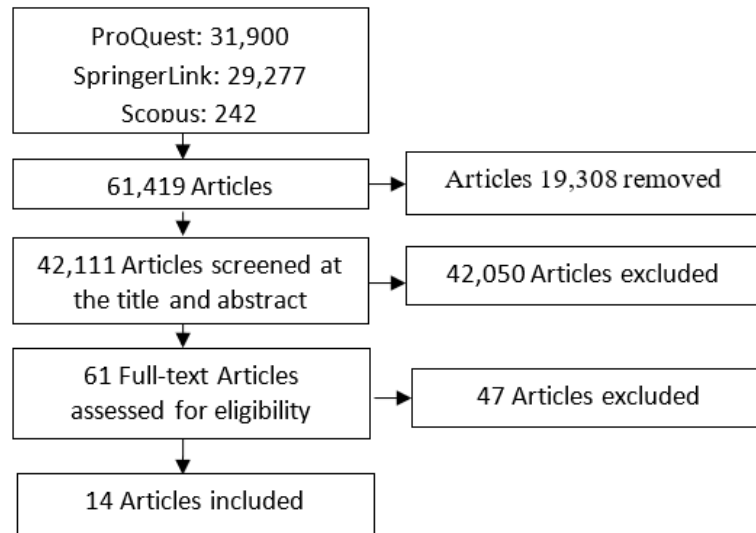 ProQuest: 31,900
SpringerLink: 29,277
Scopus: 242
61,419 Articles
Articles 19,308 removed
42,111 Articles screened at
the title and abstract
42,050 Articles excluded
61 Full-text Articles
assessed for eligibility
47 Articles excluded
14 Articles included